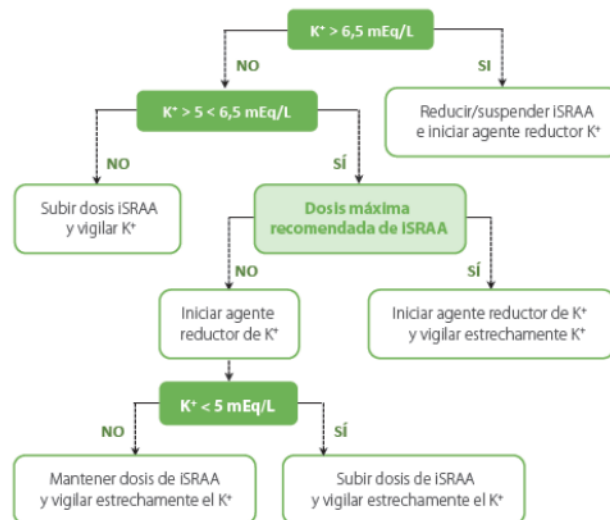 K⁺ > 6,5 mEq/L
NO
SI
K⁺ > 5 < 6,5 mEq/L
Reducir/suspender iSRAA
e iniciar agente reductor K⁺
NO
SÍ
Subir dosis iSRAA
y vigilar K⁺
Dosis máxima
recomendada de iSRAA
NO
SÍ
Iniciar agente
reductor de K⁺
Iniciar agente reductor de K⁺
y vigilar estrechamente K⁺
K⁺ < 5 mEq/L
NO
SÍ
Mantener dosis de iSRAA
y vigilar estrechamente el K⁺
Subir dosis de iSRAA
y vigilar estrechamente el K⁺